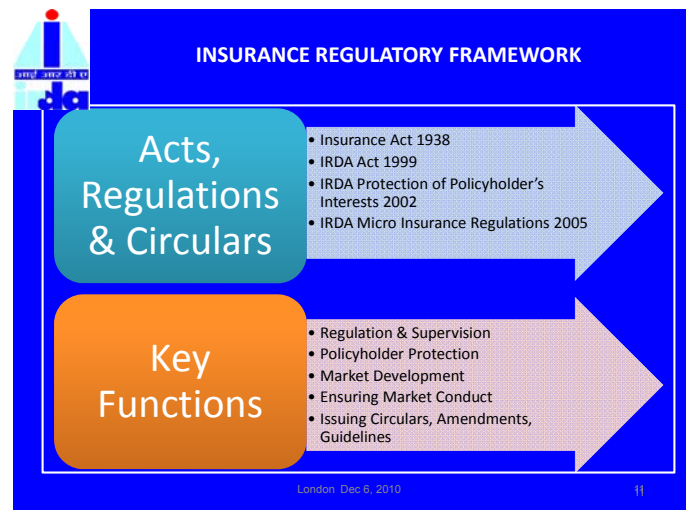 INSURANCE REGULATORY FRAMEWORK
आई आर डी ए
irda
Acts,
Regulations
& Circulars
• Insurance Act 1938
• IRDA Act 1999
• IRDA Protection of Policyholder’s
Interests 2002
• IRDA Micro Insurance Regulations 2005
Key
Functions
• Regulation & Supervision
• Policyholder Protection
• Market Development
• Ensuring Market Conduct
• Issuing Circulars, Amendments,
Guidelines
London Dec 6, 2010
11